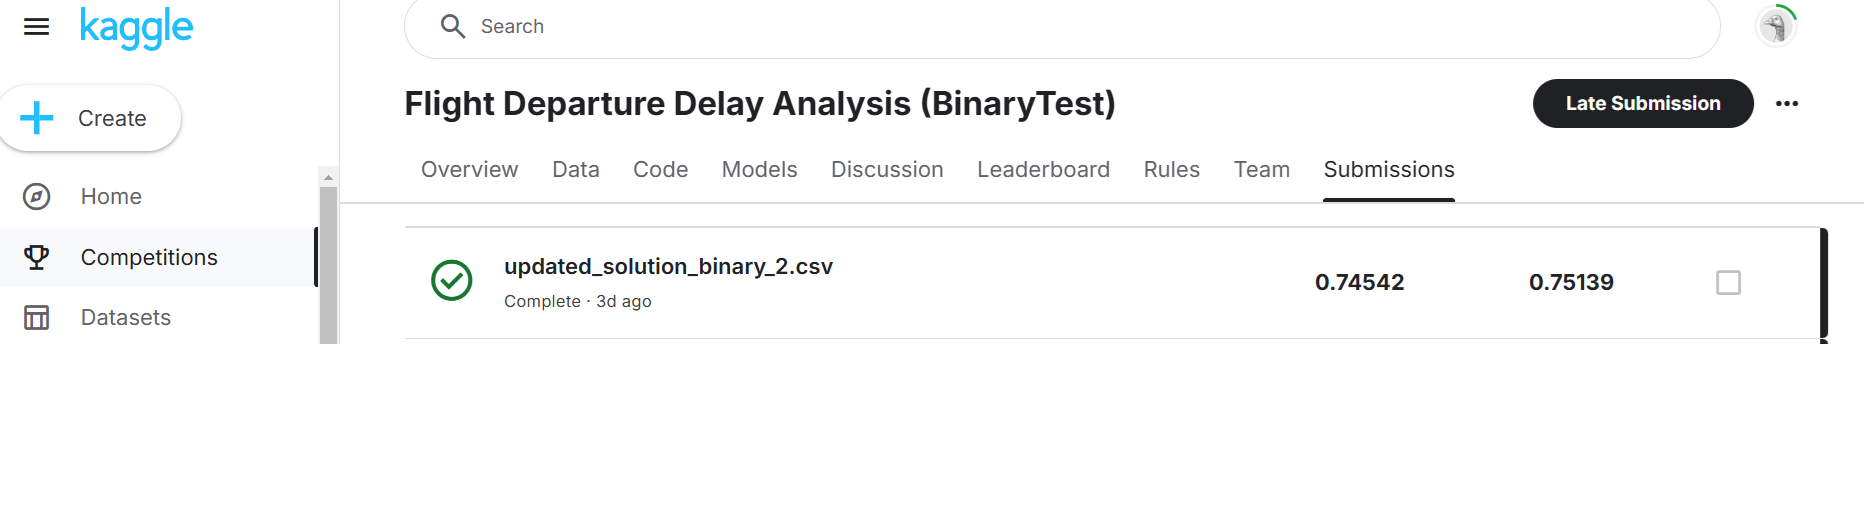 kaggle
Search
Create
Flight Departure Delay Analysis (BinaryTest)
Late Submission
Overview Data Code Models Discussion Leaderboard Rules Team Submissions
Home
Competitions
Datasets
updated_solution_binary_2.csv
Complete · 3d ago
0.74542 0.75139